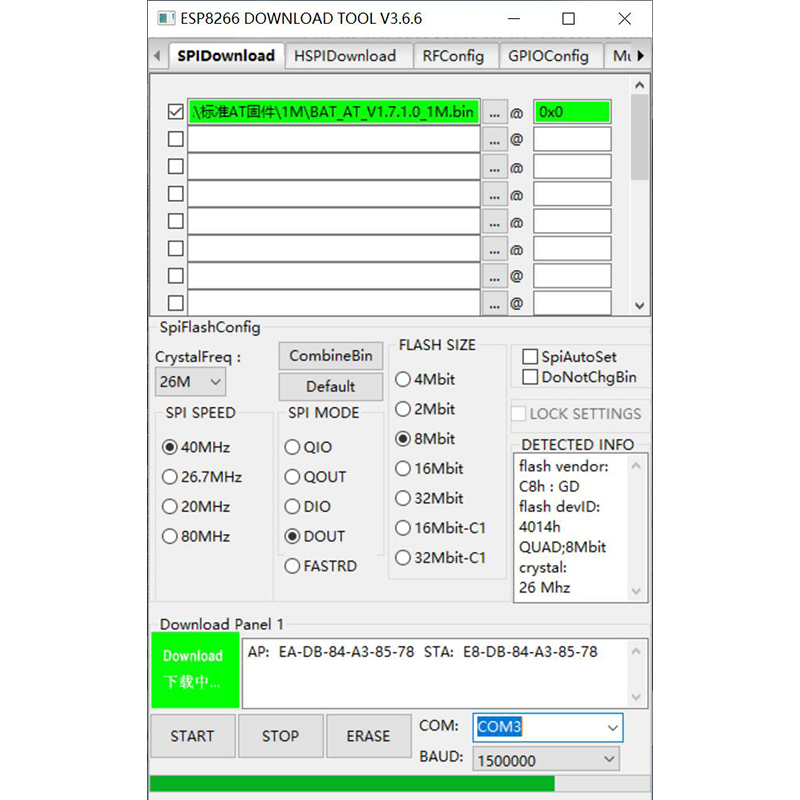 ESP8266 DOWNLOAD TOOL V3.6.6
SPIDownload HSPIDownload RFConfig GPIOConfig Mu
.\标准AT固件\1M\BAT_AT_V1.7.1.0_1M.bin ... @ 0x0
... @
... @
... @
... @
... @
... @
... @
SpiFlashConfig
CrystalFreq :
26M
CombineBin
Default
SPI SPEED
40MHz
26.7MHz
20MHz
80MHz
SPI MODE
QIO
QOUT
DIO
DOUT
FASTRD
FLASH SIZE
4Mbit
2Mbit
8Mbit
16Mbit
32Mbit
16Mbit-C1
32Mbit-C1
SpiAutoSet
DoNotChgBin
LOCK SETTINGS
DETECTED INFO
flash vendor:
C8h : GD
flash devID:
4014h
QUAD;8Mbit
crystal:
26 Mhz
Download Panel 1
Download
下载中...
AP: EA-DB-84-A3-85-78 STA: E8-DB-84-A3-85-78
START STOP ERASE
COM: COM3
BAUD: 1500000